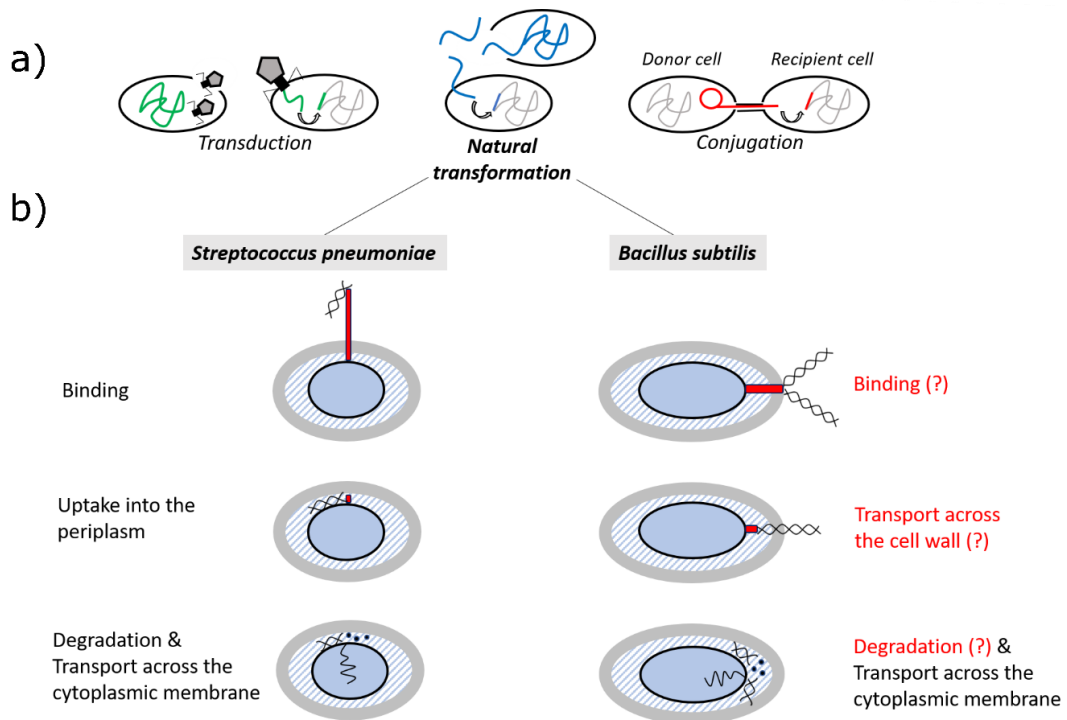 a)
Donor cell
Recipient cell
Transduction
Natural
transformation
Conjugation
b)
Streptococcus pneumoniae
Bacillus subtilis
Binding
Binding (?)
Uptake into the
periplasm
Transport across
the cell wall (?)
Degradation &
Transport across the
cytoplasmic membrane
Degradation (?) &
Transport across the
cytoplasmic membrane